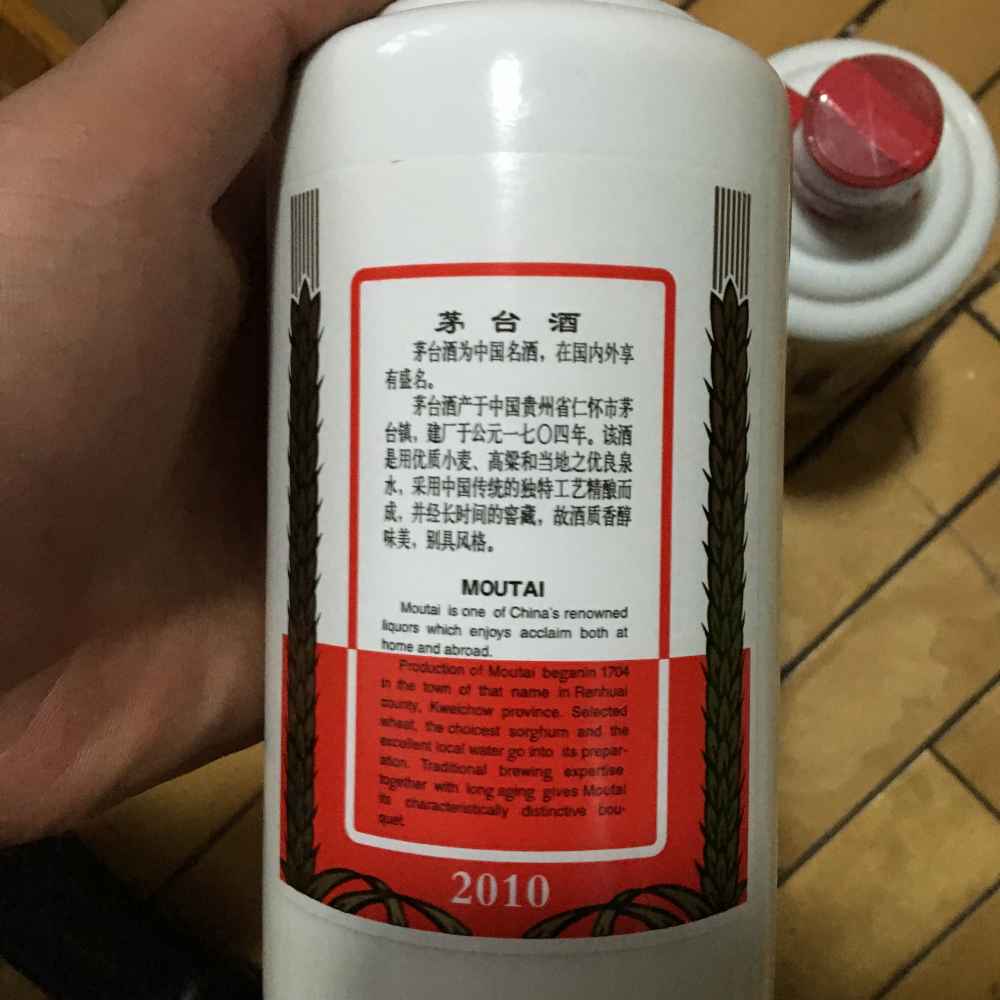 茅台酒
茅台酒为中国名酒，在国内外享
有盛名。
茅台酒产于中国贵州省仁怀市茅
台镇，建厂于公元一七〇四年。该酒
是用优质小麦、高粱和当地之优良泉
水，采用中国传统的独特工艺精酿而
成，并经长时间的窖藏，故酒质香醇
味美，别具风格。
MOUTAI
Moutai is one of China's renowned
liquors which enjoys acclaim both at
home and abroad.
Production of Moutai beganin 1704
in the town of that name in Renhuai
county, Kweichow province. Selected
wheat, the choicest sorghum and the
excellent local water go into its prepar-
ation. Traditional brewing expertise
together with long aging gives Moutai
its characteristically distinctive bou-
quet.
2010